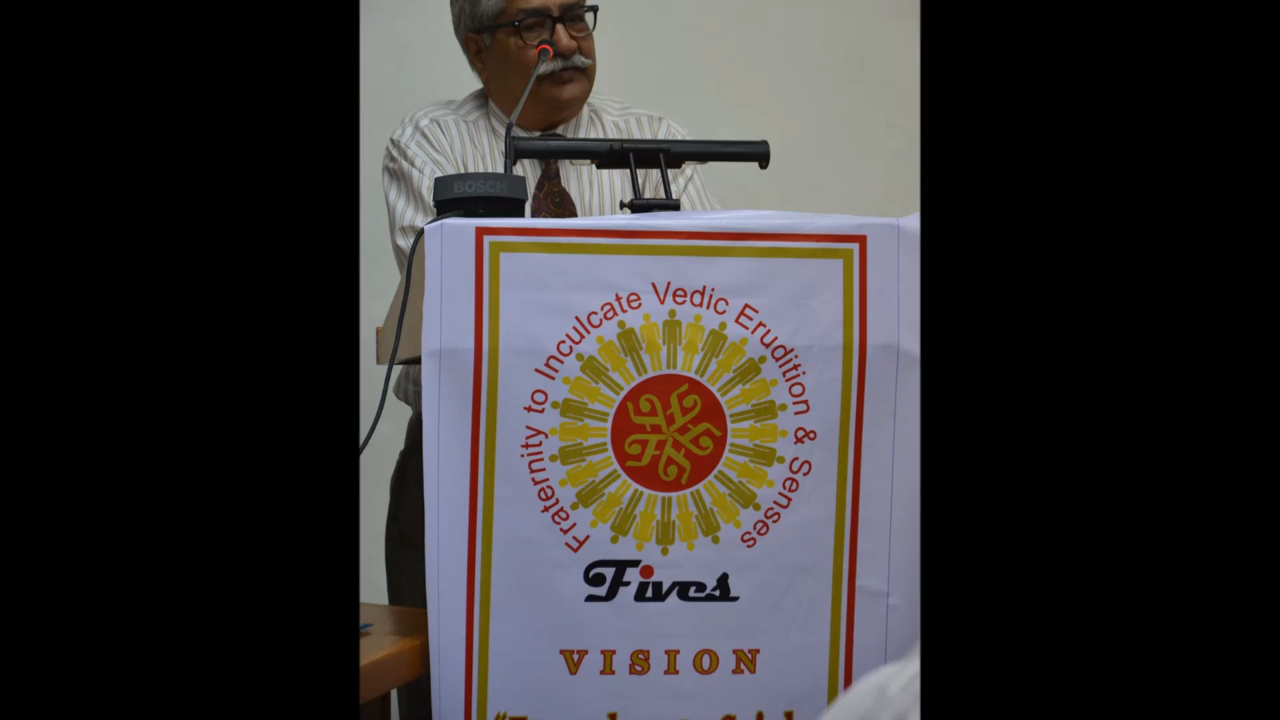 BOSCH
Fraternity to Inculcate Vedic Erudition & Senses
Fives
VISION